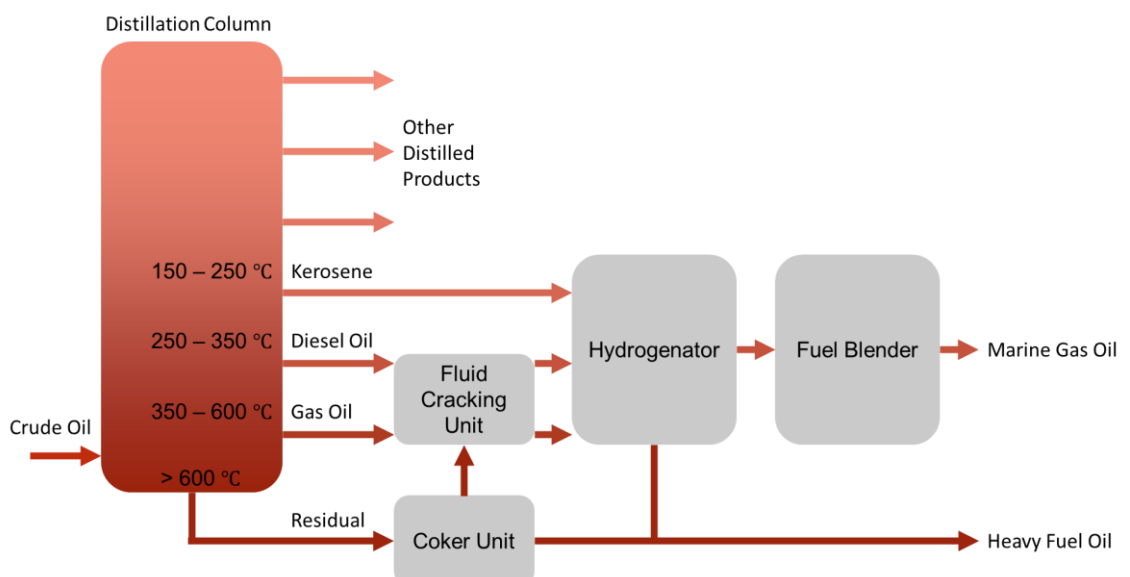 Distillation Column
Other
Distilled
Products
150 – 250 ℃
Kerosene
Hydrogenator
Fuel Blender
Marine Gas Oil
250 – 350 ℃
Diesel Oil
Fluid
Cracking
Unit
350 – 600 ℃
Gas Oil
Crude Oil
> 600 ℃
Residual
Coker Unit
Heavy Fuel Oil